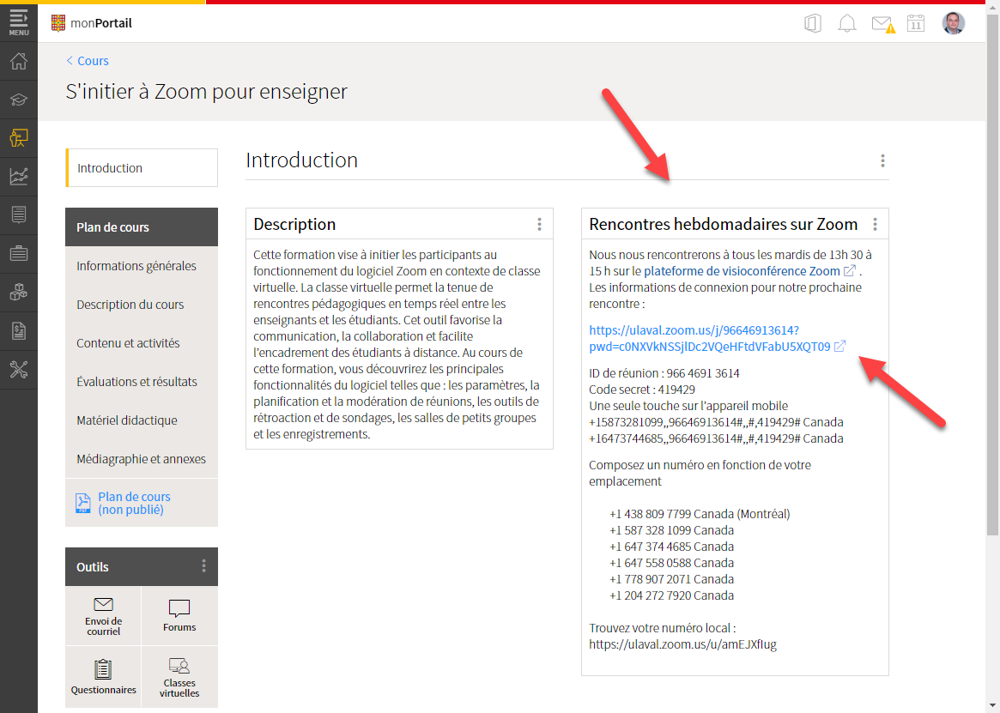 MENU
monPortail
11
Cours
S'initier à Zoom pour enseigner
Introduction
Plan de cours
Informations générales
Description du cours
Contenu et activités
Évaluations et résultats
Matériel didactique
Médiagraphie et annexes
Plan de cours
(non publié)
Outils
Envoi de
courriel
Forums
Questionnaires
Classes
virtuelles
Introduction
Description
Cette formation vise à initier les participants au
fonctionnement du logiciel Zoom en contexte de classe
virtuelle. La classe virtuelle permet la tenue de
rencontres pédagogiques en temps réel entre les
enseignants et les étudiants. Cet outil favorise la
communication, la collaboration et facilite
l'encadrement des étudiants à distance. Au cours de
cette formation, vous découvrirez les principales
fonctionnalités du logiciel telles que : les paramètres, la
planification et la modération de réunions, les outils de
rétroaction et de sondages, les salles de petits groupes
et les enregistrements.
Rencontres hebdomadaires sur Zoom
Nous nous rencontrerons à tous les mardis de 13h 30 à
15 h sur le plateforme de visioconférence Zoom .
Les informations de connexion pour notre prochaine
rencontre :
https://ulaval.zoom.us/j/96646913614?
pwd=c0NXVkNSSjlDc2VQeHFtdVFabU5XQT09
ID de réunion : 966 4691 3614
Code secret : 419429
Une seule touche sur l'appareil mobile
+15873281099,,96646913614#,,#,419429# Canada
+16473744685,,96646913614#,,#,419429# Canada
Composez un numéro en fonction de votre
emplacement
+1 438 809 7799 Canada (Montréal)
+1 587 328 1099 Canada
+1 647 374 4685 Canada
+1 647 558 0588 Canada
+1 778 907 2071 Canada
+1 204 272 7920 Canada
Trouvez votre numéro local :
https://ulaval.zoom.us/u/amEJXfIug